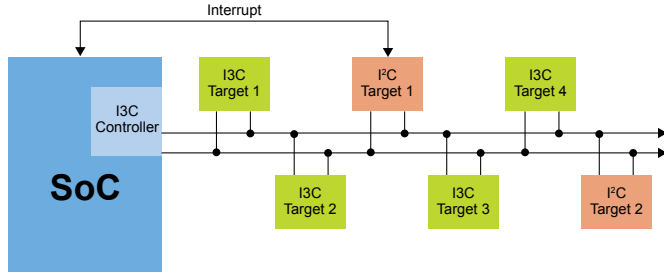 Interrupt
I3C
Target 1
I²C
Target 1
I3C
Target 4
I3C
Controller
SoC
I3C
Target 2
I3C
Target 3
I²C
Target 2